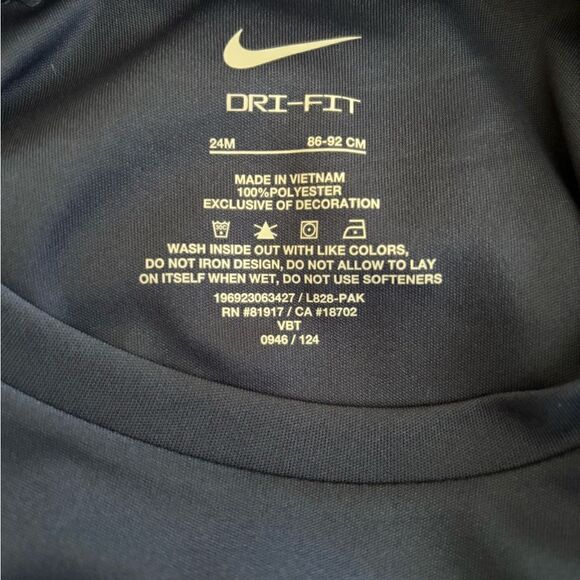 DRI-FIT
24M 86-92 CM
MADE IN VIETNAM
100%POLYESTER
EXCLUSIVE OF DECORATION
WASH INSIDE OUT WITH LIKE COLORS,
DO NOT IRON DESIGN, DO NOT ALLOW TO LAY
ON ITSELF WHEN WET, DO NOT USE SOFTENERS
196923063427 / L828-PAK
RN #81917 / CA #18702
VBT
0946 / 124